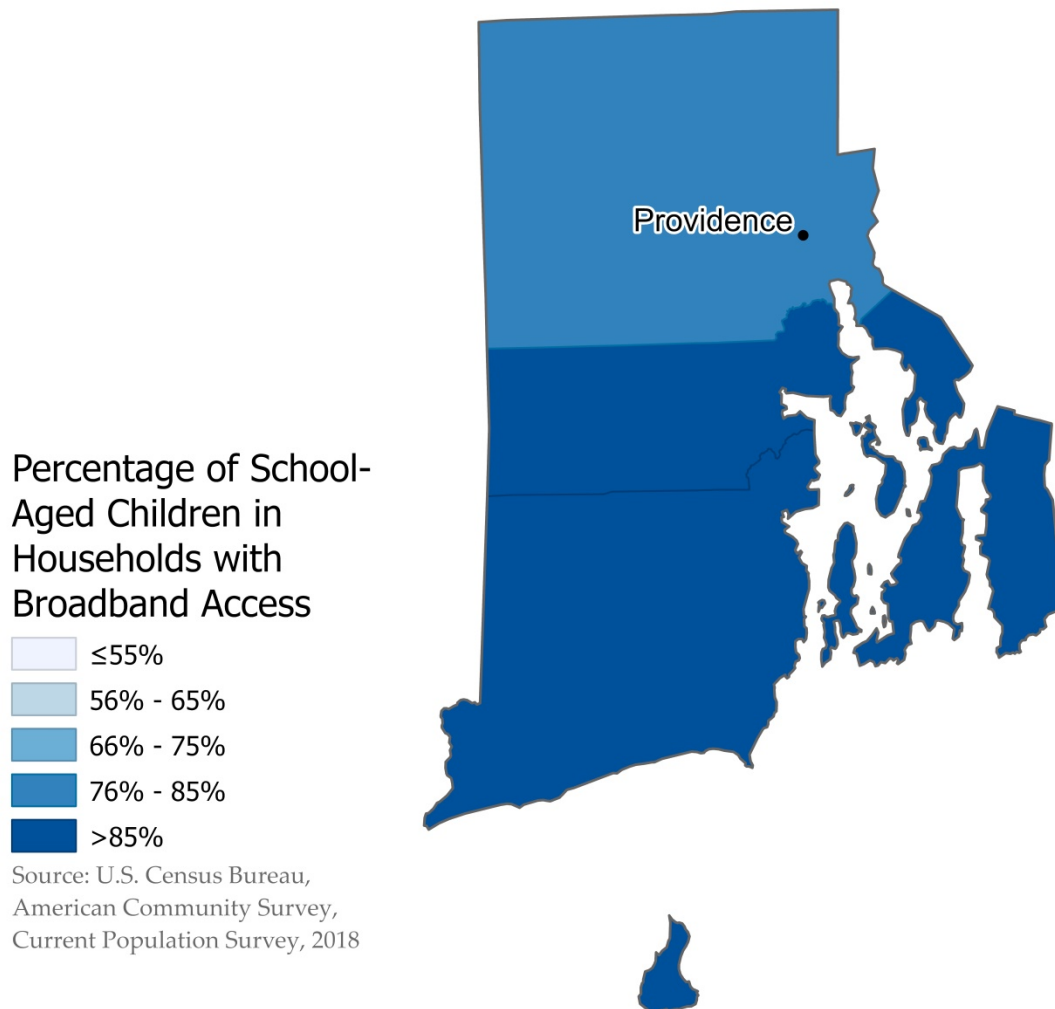 Providence
Percentage of School-
Aged Children in
Households with
Broadband Access
≤55%
56% - 65%
66% - 75%
76% - 85%
>85%
Source: U.S. Census Bureau,
American Community Survey,
Current Population Survey, 2018